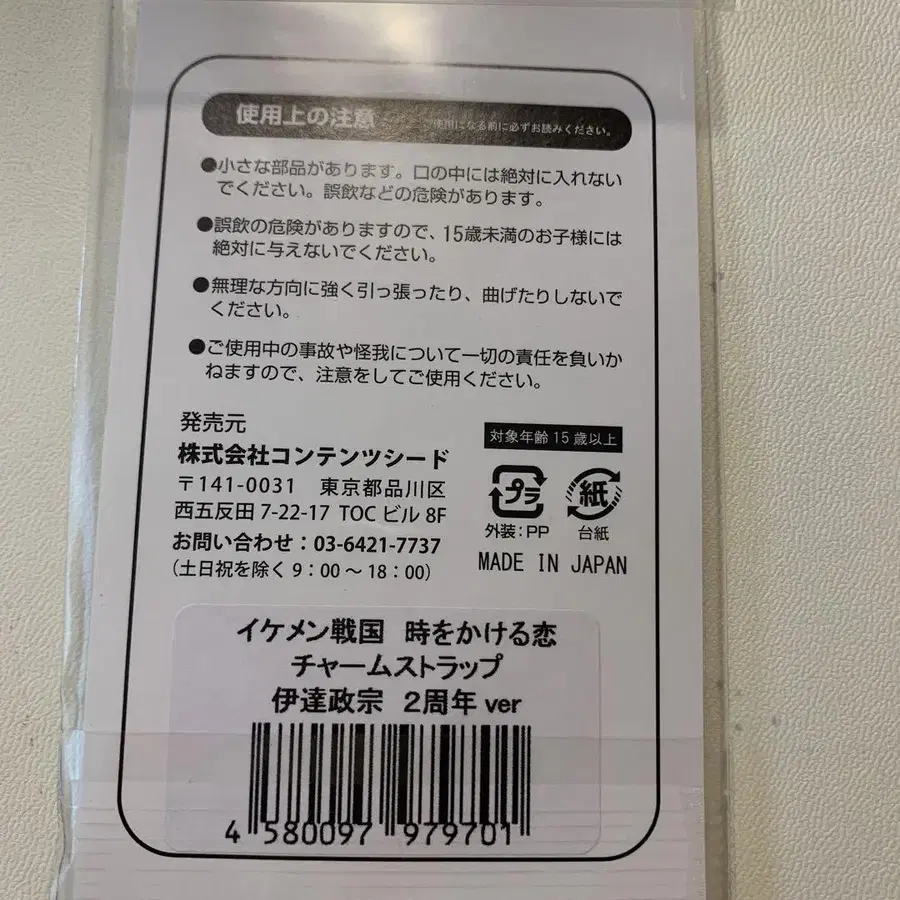 使用上の注意 使用になる前に必ずお読みください。
●小さな部品があります。口の中には絶対に入れない
でください。誤飲などの危険があります。
●誤飲の危険がありますので、15歳未満のお子様には
絶対に与えないでください。
●無理な方向に強く引っ張ったり、曲げたりしないで
ください。
●ご使用中の事故や怪我について一切の責任を負いか
ねますので、注意をしてご使用ください。
発売元
株式会社コンテンツシード
〒141-0031 東京都品川区
西五反田 7-22-17 TOC ビル 8F
お問い合わせ：03-6421-7737
(土日祝を除く 9：00 〜 18：00)
対象年齢 15 歳以上
プラ
紙
外装：PP
台紙
MADE IN JAPAN
イケメン戦国 時をかける恋
チャームストラップ
伊達政宗 2周年 ver
4 580097 979701